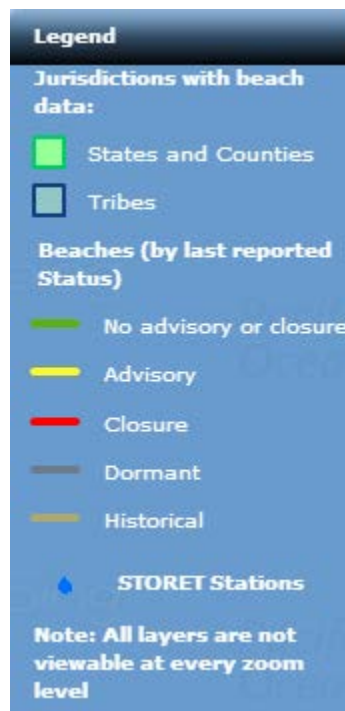 Legend
Jurisdictions with beach
data:
States and Counties
Tribes
Beaches (by last reported
Status)
No advisory or closure
Advisory
Closure
Dormant
Historical
STORET Stations
Note: All layers are not
viewable at every zoom
level